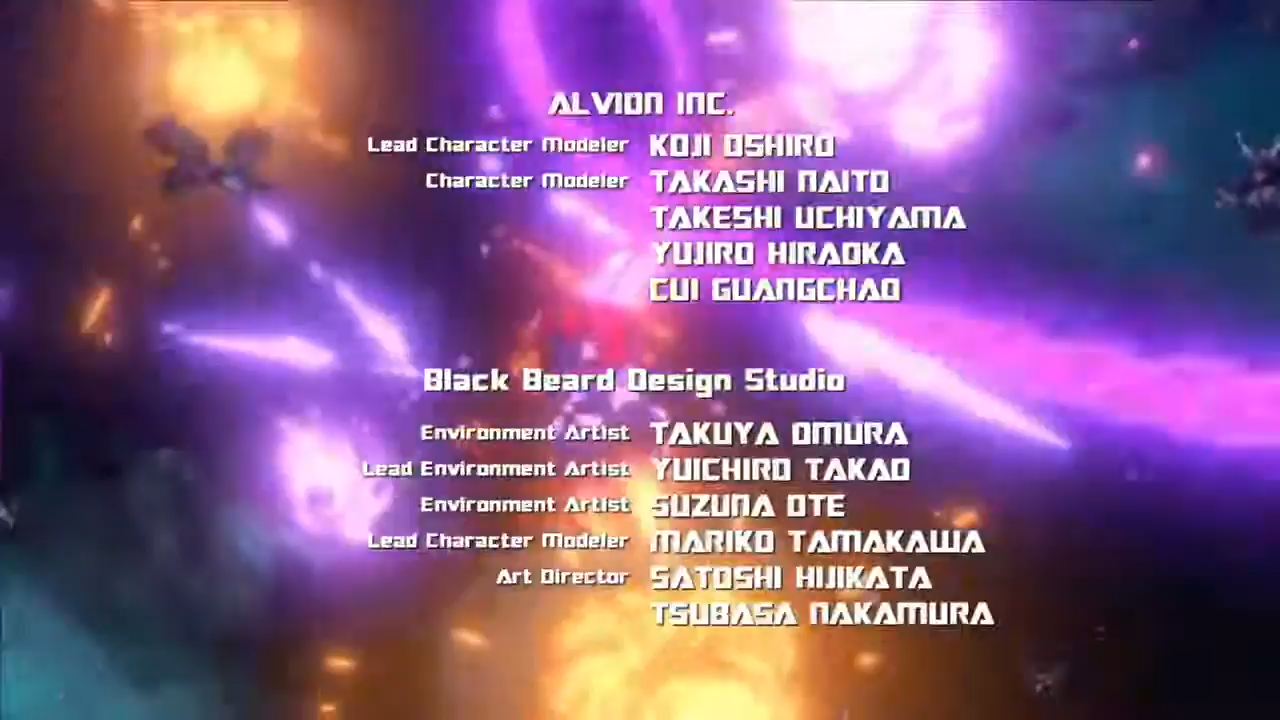 ALVION INC.
Lead Character Modeler KOJI OSHIRO
Character Modeler TAKASHI NAITO
TAKESHI UCHIYAMA
YUJIRO HIRAOKA
CUI GUANGCHAO
Black Beard Design Studio
Environment Artist TAKUYA OMURA
Lead Environment Artist YUICHIRO TAKAO
Environment Artist SUZUNA OTE
Lead Character Modeler MARIKO TAMAKAWA
Art Director SATOSHI HIJIKATA
TSUBASA NAKAMURA